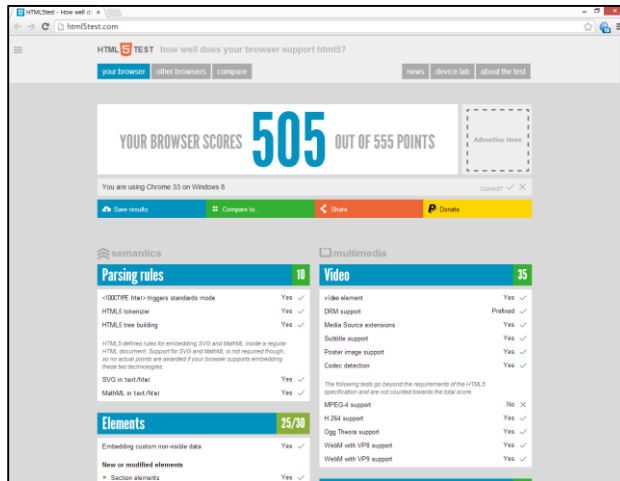 HTML5test - How well do
html5test.com
HTML 5 TEST how well does your browser support html5?
your browser other browsers compare news device lab about the test
YOUR BROWSER SCORES 505 OUT OF 555 POINTS
Advertise Here
You are using Chrome 33 on Windows 8 Correct?
Save results Compare to... Share Donate
semantics
Parsing rules 10
<!DOCTYPE html> triggers standards mode Yes ✓
HTML5 tokenizer Yes ✓
HTML5 tree building Yes ✓
HTML5 defines rules for embedding SVG and MathML inside a regular
HTML document. Support for SVG and MathML is not required though,
so no actual points are awarded if your browser supports embedding
these two technologies.
SVG in text/html Yes ✓
MathML in text/html Yes ✓
Elements 25/30
Embedding custom non-visible data Yes ✓
New or modified elements
Section elements Yes ✓
multimedia
Video 35
video element Yes ✓
DRM support Prefixed ✓
Media Source extensions Yes ✓
Subtitle support Yes ✓
Poster image support Yes ✓
Codec detection Yes ✓
The following tests go beyond the requirements of the HTML5
specification and are not counted towards the total score.
MPEG-4 support No ✕
H.264 support Yes ✓
Ogg Theora support Yes ✓
WebM with VP8 support Yes ✓
WebM with VP9 support Yes ✓